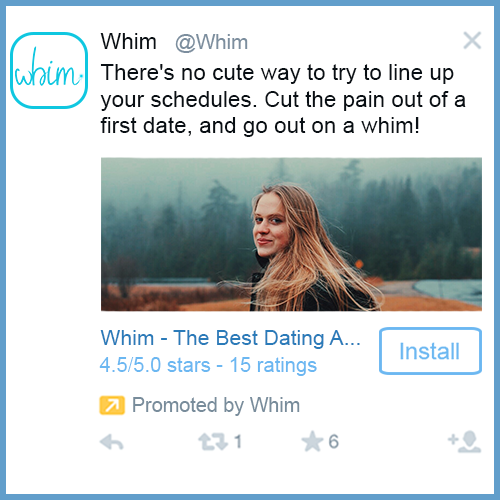 whim.
Whim @Whim
There's no cute way to try to line up
your schedules. Cut the pain out of a
first date, and go out on a whim!
Whim - The Best Dating A...
4.5/5.0 stars - 15 ratings
Install
Promoted by Whim
1 6